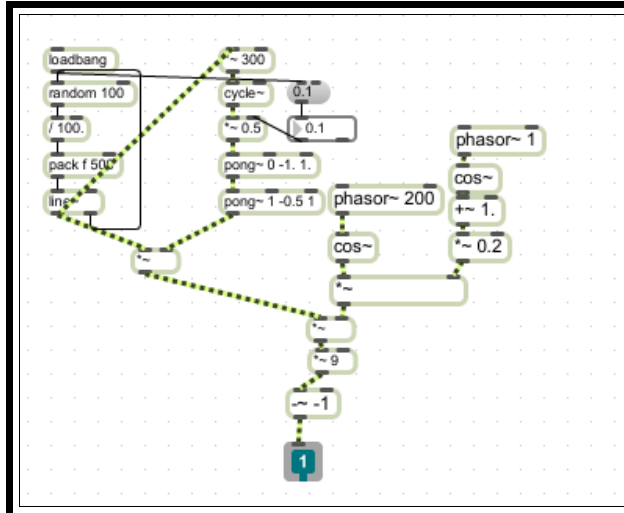 loadbang
*~ 300
random 100
cycle~
0.1
/ 100.
*~ 0.5
0.1
phasor~ 1
pack f 500
pong~ 0 -1. 1.
cos~
line~
pong~ 1 -0.5 1
phasor~ 200
+~ 1.
cos~
*~ 0.2
*~
*~
*~
*~ 9
-~ -1
1